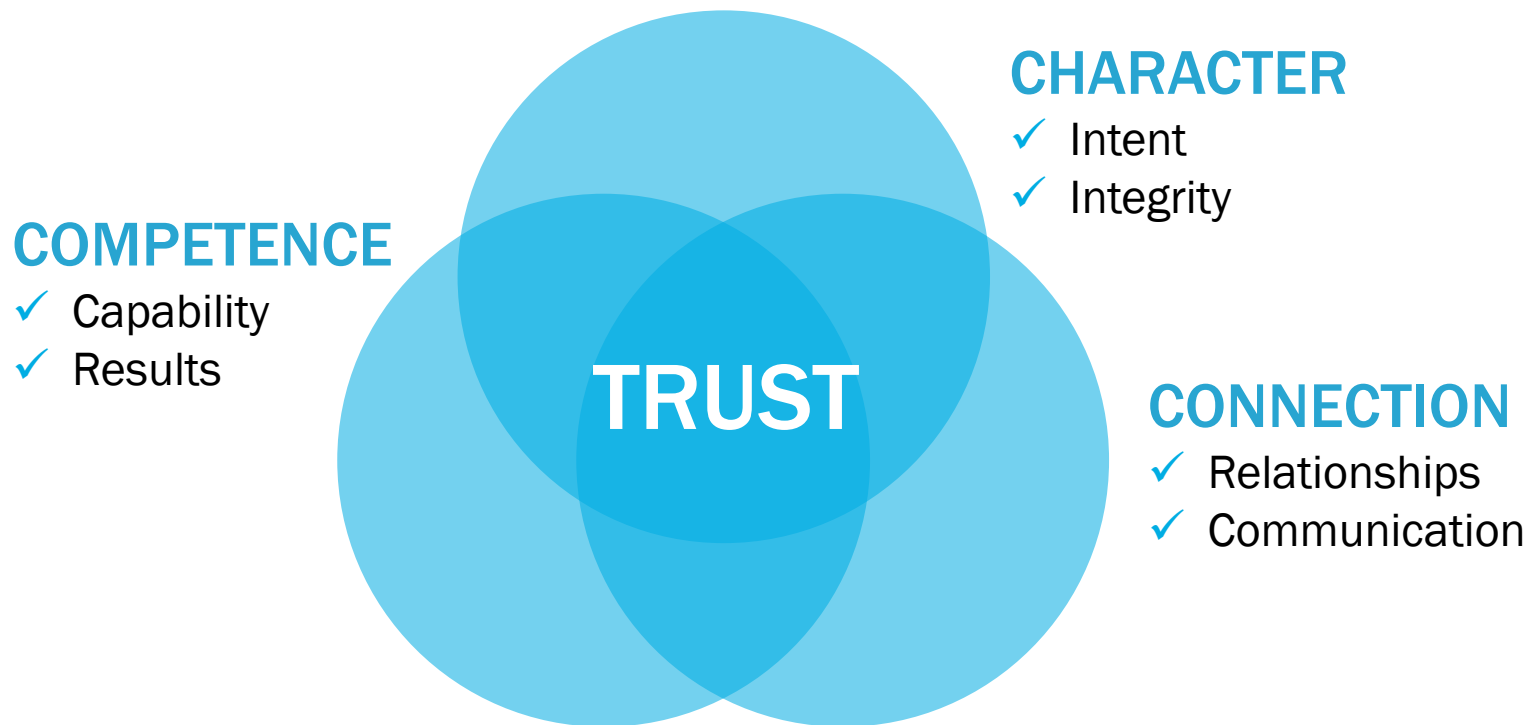 CHARACTER
✓ Intent
✓ Integrity
COMPETENCE
✓ Capability
✓ Results
TRUST
CONNECTION
✓ Relationships
✓ Communication